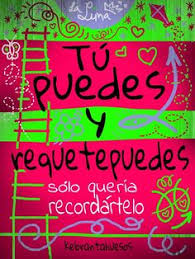 La
Luna
Tú
puedes
y
requetepuedes
sólo quería
recordártelo
kebrantahuesos